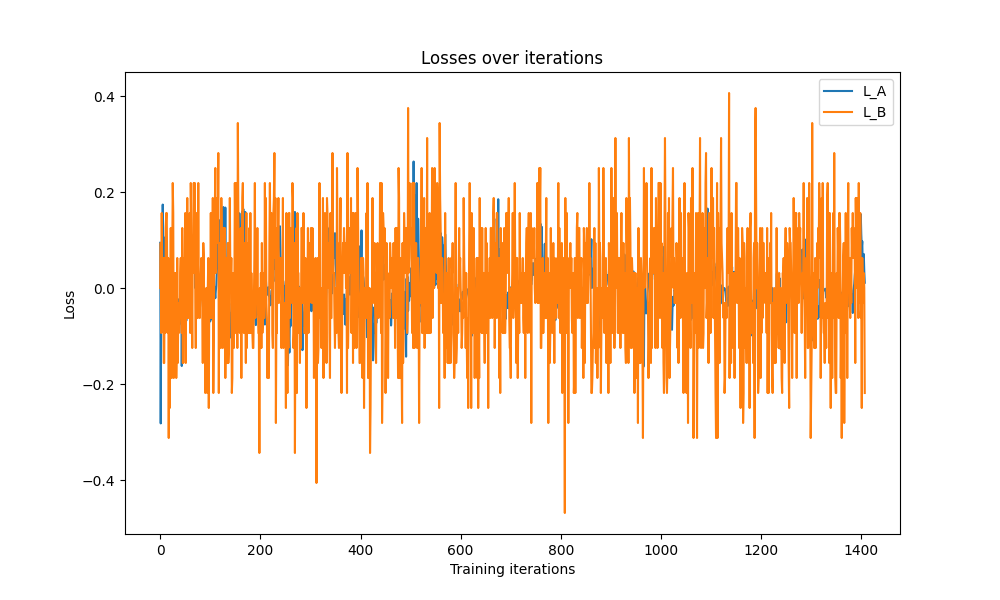 Losses over iterations
L_A
L_B
Loss
0.4
0.2
0.0
−0.2
−0.4
0 200 400 600 800 1000 1200 1400
Training iterations